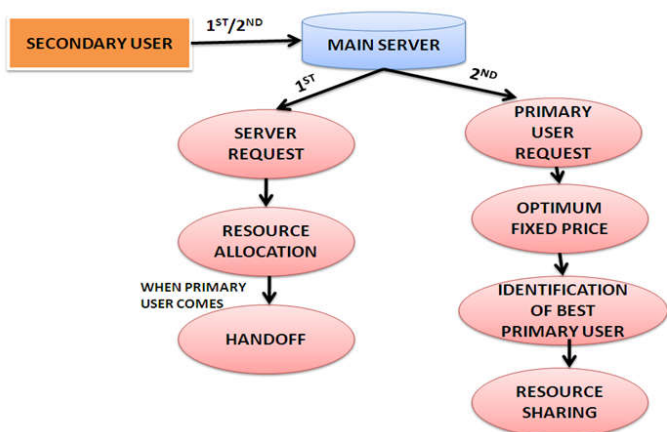 SECONDARY USER
1ST/2ND
MAIN SERVER
1ST
2ND
SERVER
REQUEST
PRIMARY
USER
REQUEST
RESOURCE
ALLOCATION
OPTIMUM
FIXED PRICE
WHEN PRIMARY
USER COMES
HANDOFF
IDENTIFICATION
OF BEST
PRIMARY USER
RESOURCE
SHARING